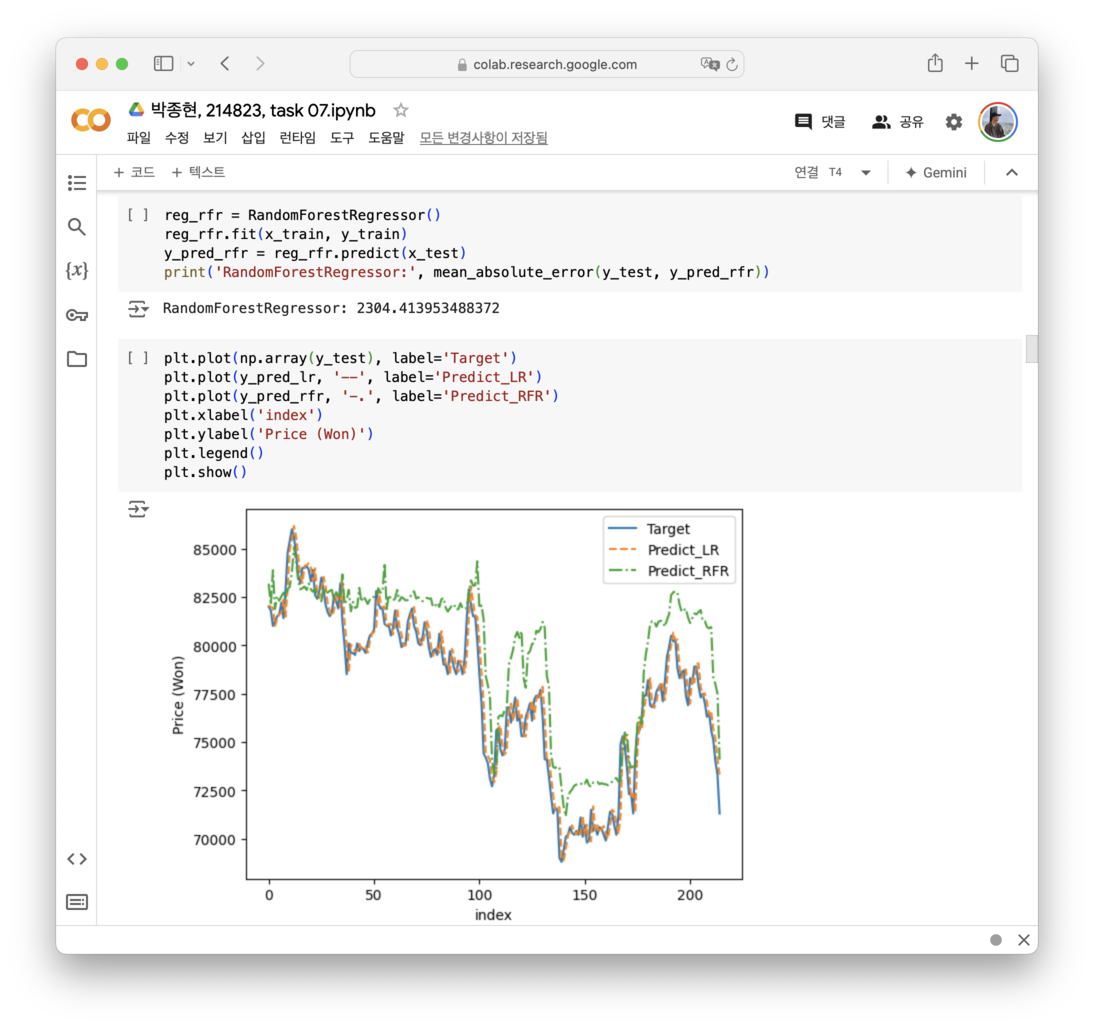 colab.research.google.com
박종현, 214823, task 07.ipynb
댓글
공유
파일 수정 보기 삽입 런타임 도구 도움말 모든 변경사항이 저장됨
+ 코드 + 텍스트
연결 T4
Gemini
[ ] reg_rfr = RandomForestRegressor()
reg_rfr.fit(x_train, y_train)
y_pred_rfr = reg_rfr.predict(x_test)
print('RandomForestRegressor:', mean_absolute_error(y_test, y_pred_rfr))
RandomForestRegressor: 2304.413953488372
[ ] plt.plot(np.array(y_test), label='Target')
plt.plot(y_pred_lr, '--', label='Predict_LR')
plt.plot(y_pred_rfr, '-.', label='Predict_RFR')
plt.xlabel('index')
plt.ylabel('Price (Won)')
plt.legend()
plt.show()
Target
Predict_LR
Predict_RFR
85000
82500
80000
77500
75000
72500
70000
Price (Won)
0 50 100 150 200
index